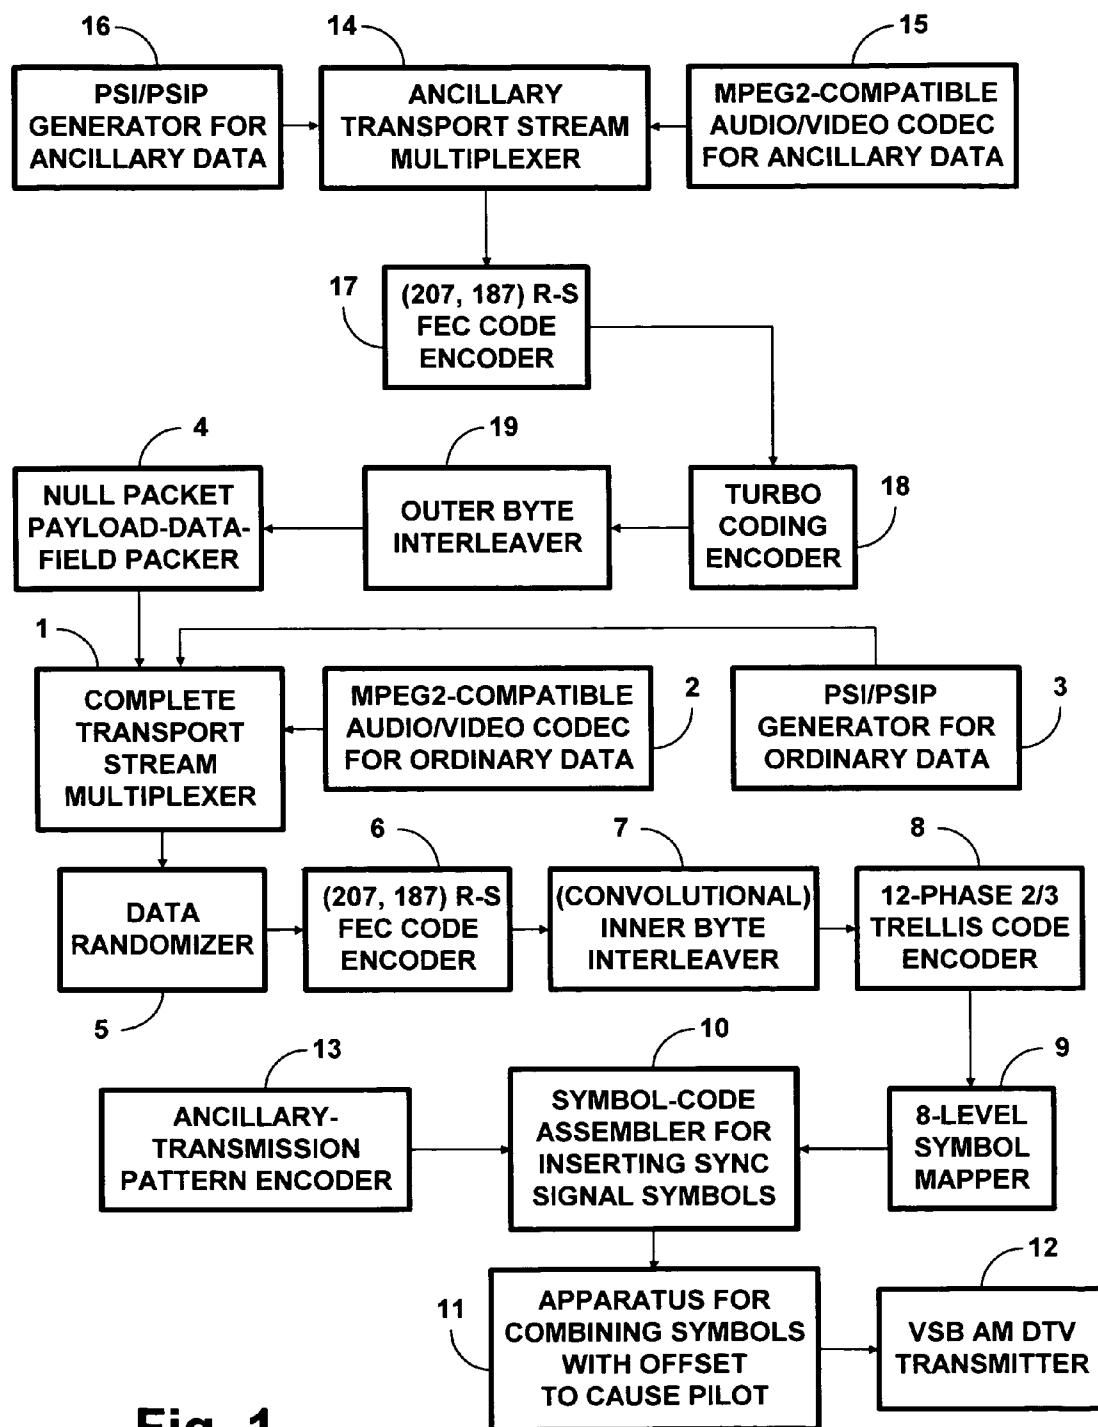 16
14
15
PSI/PSIP
GENERATOR FOR
ANCILLARY DATA
ANCILLARY
TRANSPORT STREAM
MULTIPLEXER
MPEG2-COMPATIBLE
AUDIO/VIDEO CODEC
FOR ANCILLARY DATA
17
(207, 187) R-S
FEC CODE
ENCODER
4
19
18
NULL PACKET
PAYLOAD-DATA-
FIELD PACKER
OUTER BYTE
INTERLEAVER
TURBO
CODING
ENCODER
1
COMPLETE
TRANSPORT
STREAM
MULTIPLEXER
MPEG2-COMPATIBLE
AUDIO/VIDEO CODEC
FOR ORDINARY DATA
2
PSI/PSIP
GENERATOR FOR
ORDINARY DATA
3
6
7
8
DATA
RANDOMIZER
5
(207, 187) R-S
FEC CODE
ENCODER
(CONVOLUTIONAL)
INNER BYTE
INTERLEAVER
12-PHASE 2/3
TRELLIS CODE
ENCODER
13
10
9
ANCILLARY-
TRANSMISSION
PATTERN ENCODER
SYMBOL-CODE
ASSEMBLER FOR
INSERTING SYNC
SIGNAL SYMBOLS
8-LEVEL
SYMBOL
MAPPER
11
12
APPARATUS FOR
COMBINING SYMBOLS
WITH OFFSET
TO CAUSE PILOT
VSB AM DTV
TRANSMITTER
Fig. 1